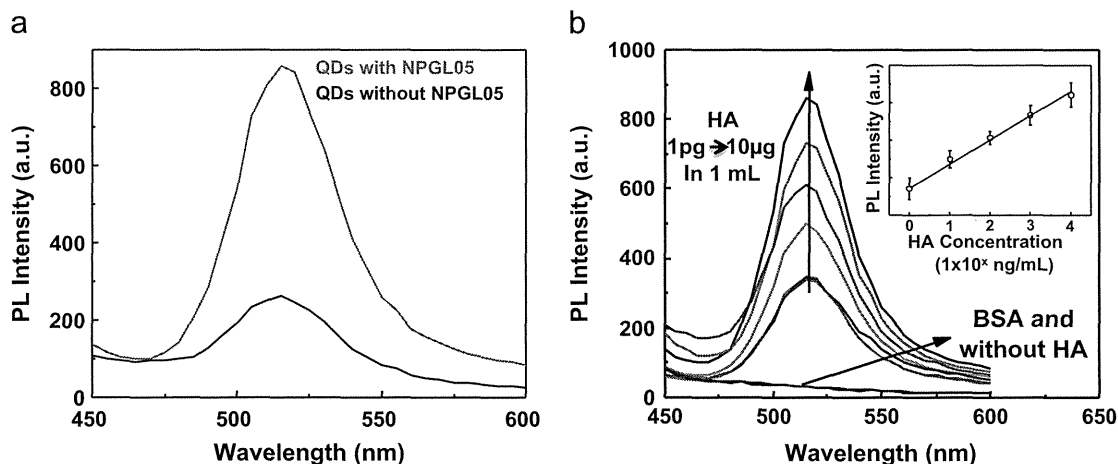 a
QDs with NPGL05
QDs without NPGL05
PL Intensity (a.u.)
800
600
400
200
0
450
500
550
600
Wavelength (nm)
b
1000
800
600
400
200
0
PL Intensity (a.u.)
HA
1pg➔10µg
In 1 mL
PL Intensity (a.u.)
0 1 2 3 4
HA Concentration
(1x10ˣ ng/mL)
BSA and
without HA
450
500
550
600
650
Wavelength (nm)